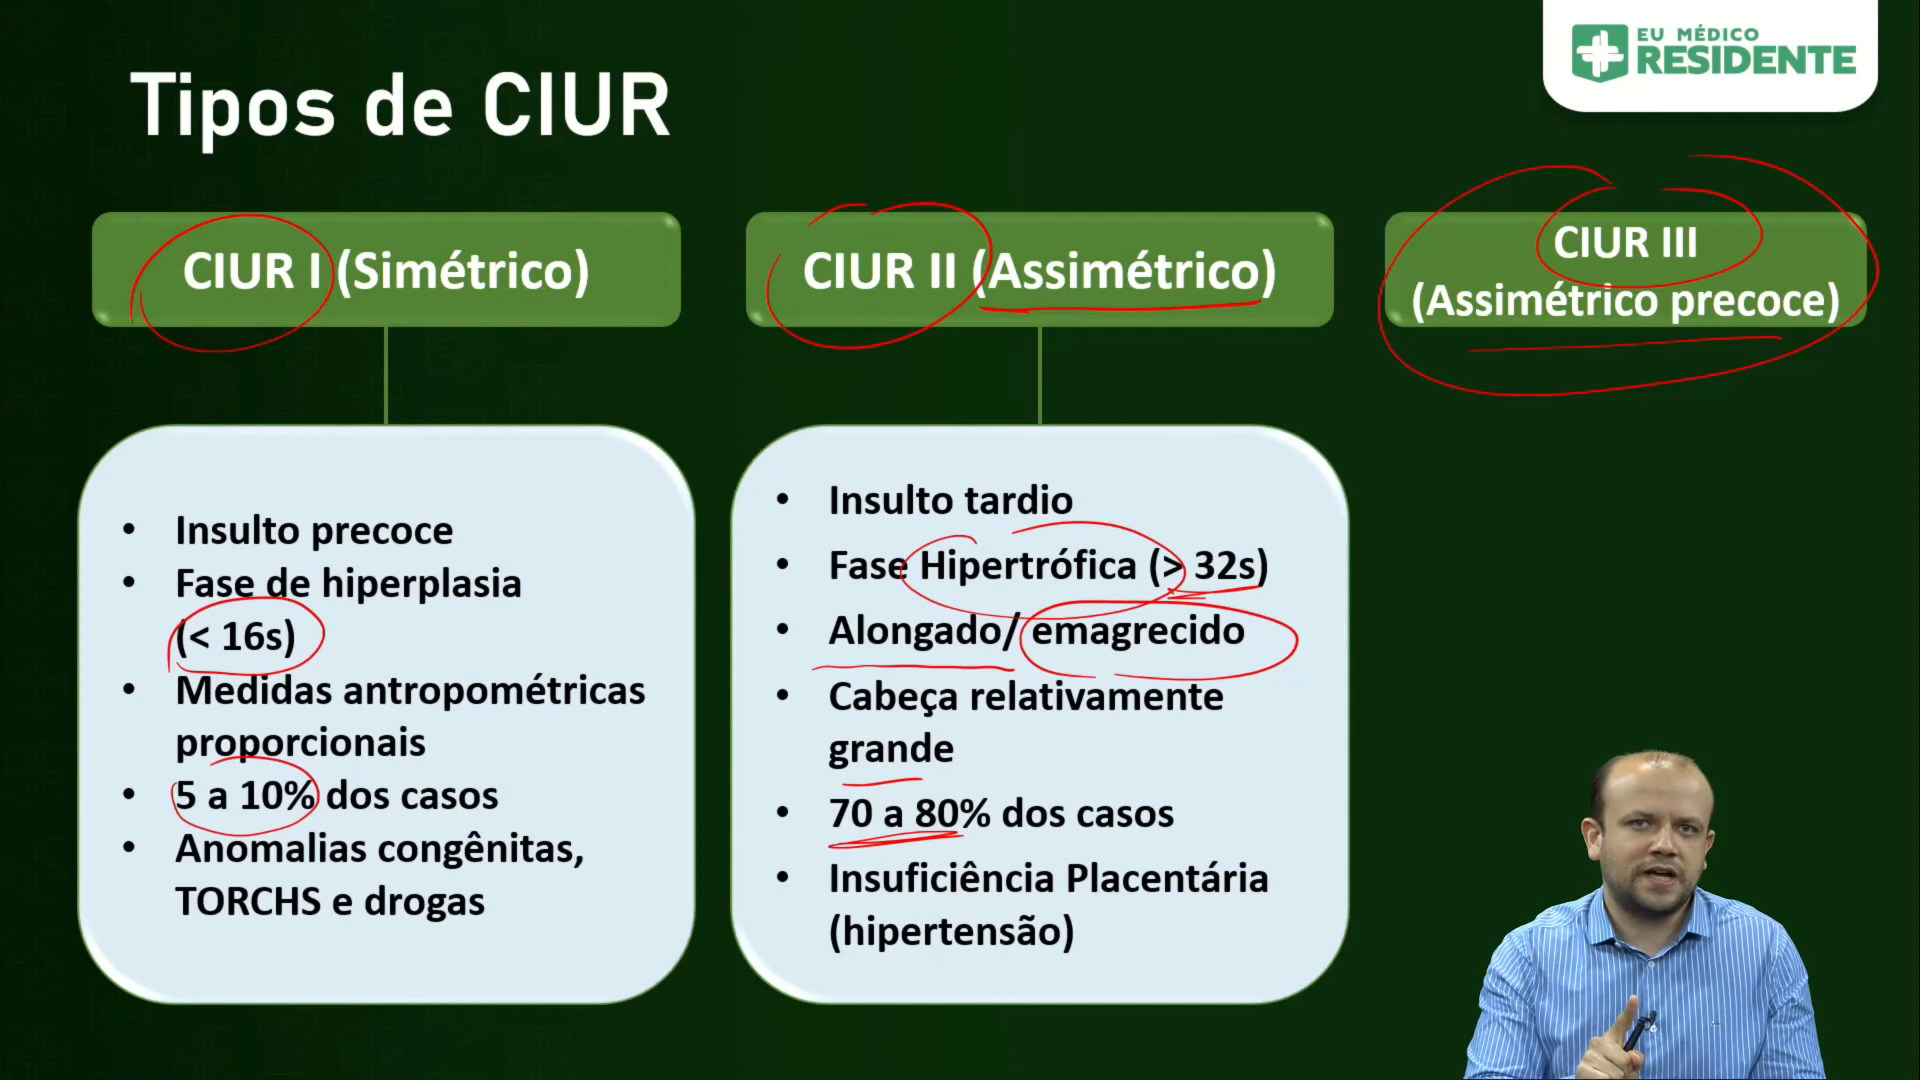 EU MÉDICO
RESIDENTE
Tipos de CIUR
CIUR I (Simétrico)
• Insulto precoce
• Fase de hiperplasia
(< 16s)
• Medidas antropométricas
proporcionais
• 5 a 10% dos casos
• Anomalias congênitas,
TORCHS e drogas
CIUR II (Assimétrico)
• Insulto tardio
• Fase Hipertrófica (> 32s)
• Alongado/ emagrecido
• Cabeça relativamente
grande
• 70 a 80% dos casos
• Insuficiência Placentária
(hipertensão)
CIUR III
(Assimétrico precoce)